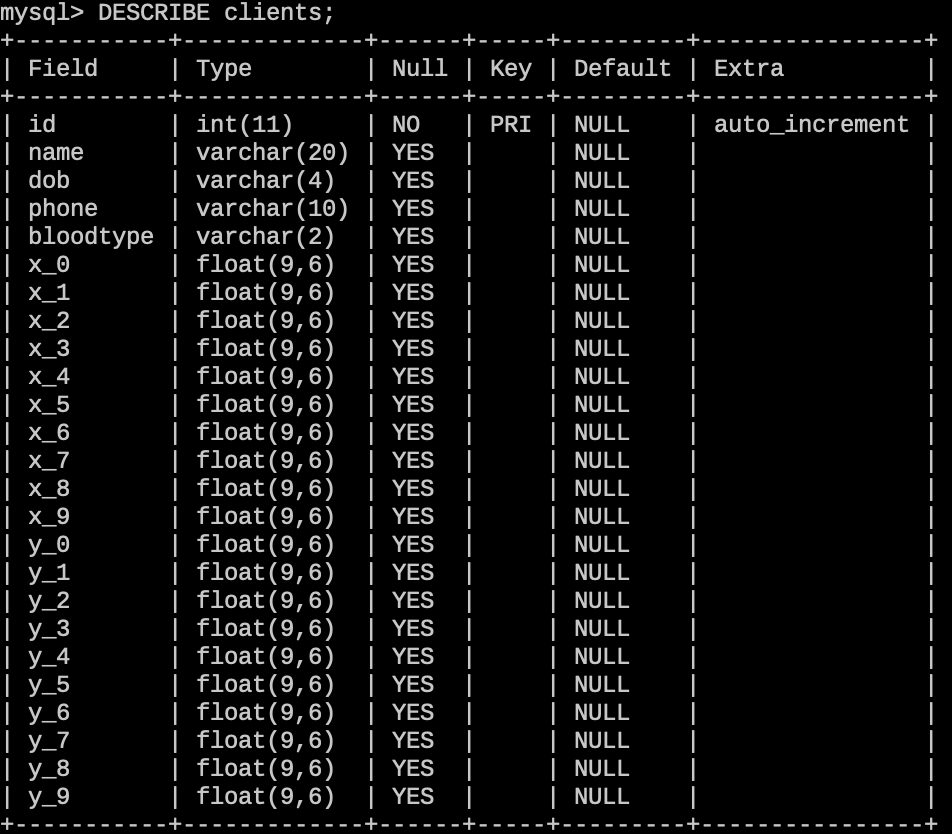 mysql> DESCRIBE clients;
+-----------+-------------+------+-----+---------+----------------+
| Field     | Type        | Null | Key | Default | Extra          |
+-----------+-------------+------+-----+---------+----------------+
| id        | int(11)     | NO   | PRI | NULL    | auto_increment |
| name      | varchar(20) | YES  |     | NULL    |                |
| dob       | varchar(4)  | YES  |     | NULL    |                |
| phone     | varchar(10) | YES  |     | NULL    |                |
| bloodtype | varchar(2)  | YES  |     | NULL    |                |
| x_0       | float(9,6)  | YES  |     | NULL    |                |
| x_1       | float(9,6)  | YES  |     | NULL    |                |
| x_2       | float(9,6)  | YES  |     | NULL    |                |
| x_3       | float(9,6)  | YES  |     | NULL    |                |
| x_4       | float(9,6)  | YES  |     | NULL    |                |
| x_5       | float(9,6)  | YES  |     | NULL    |                |
| x_6       | float(9,6)  | YES  |     | NULL    |                |
| x_7       | float(9,6)  | YES  |     | NULL    |                |
| x_8       | float(9,6)  | YES  |     | NULL    |                |
| x_9       | float(9,6)  | YES  |     | NULL    |                |
| y_0       | float(9,6)  | YES  |     | NULL    |                |
| y_1       | float(9,6)  | YES  |     | NULL    |                |
| y_2       | float(9,6)  | YES  |     | NULL    |                |
| y_3       | float(9,6)  | YES  |     | NULL    |                |
| y_4       | float(9,6)  | YES  |     | NULL    |                |
| y_5       | float(9,6)  | YES  |     | NULL    |                |
| y_6       | float(9,6)  | YES  |     | NULL    |                |
| y_7       | float(9,6)  | YES  |     | NULL    |                |
| y_8       | float(9,6)  | YES  |     | NULL    |                |
| y_9       | float(9,6)  | YES  |     | NULL    |                |
+-----------+-------------+------+-----+---------+----------------+